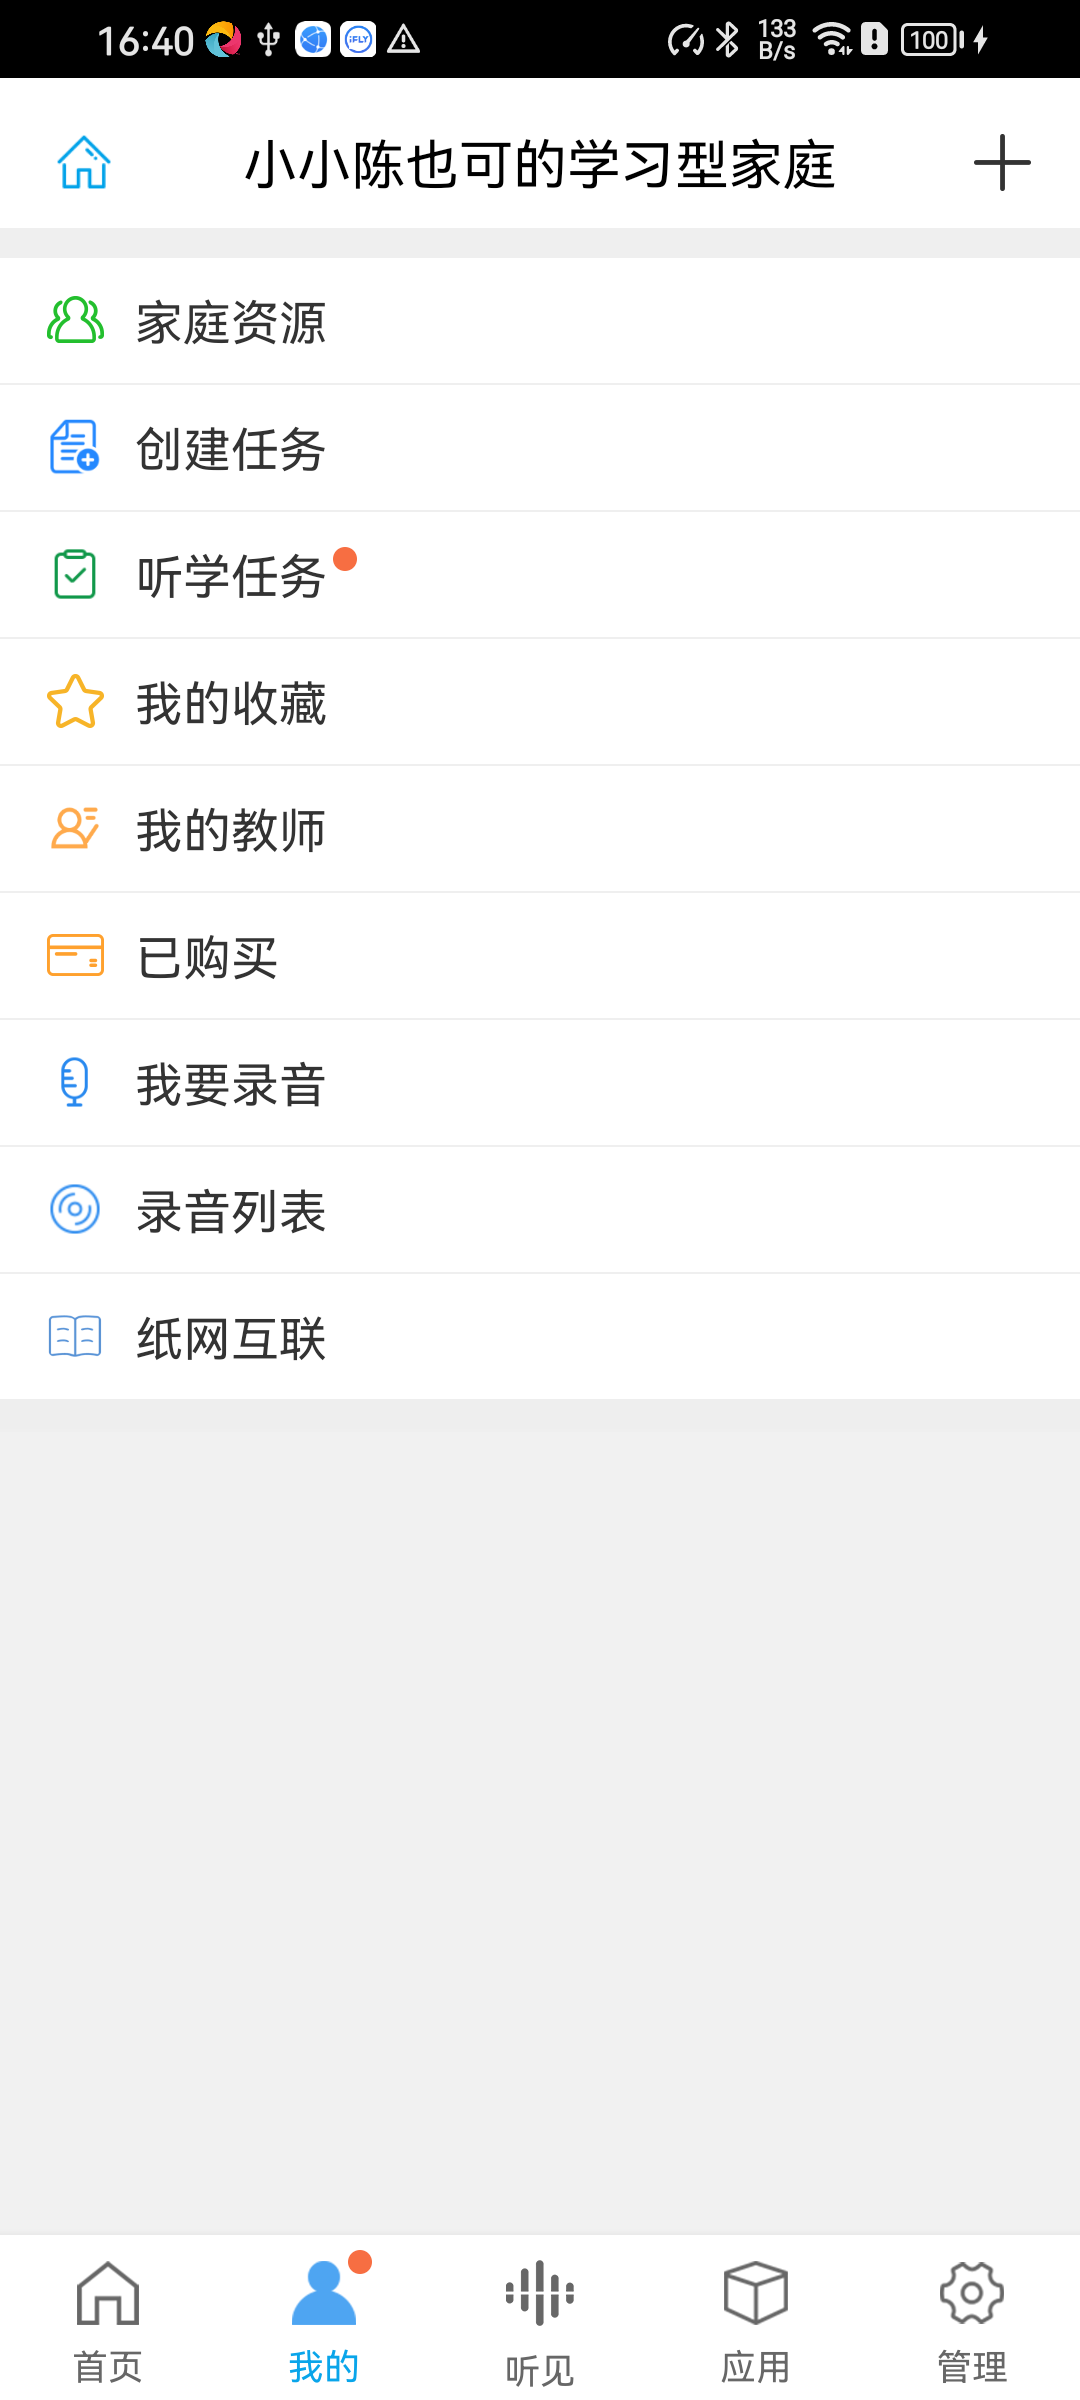 16:40
iFLY
133
B/s
100
小小陈也可的学习型家庭
家庭资源
创建任务
听学任务
我的收藏
我的教师
已购买
我要录音
录音列表
纸网互联
首页
我的
听见
应用
管理